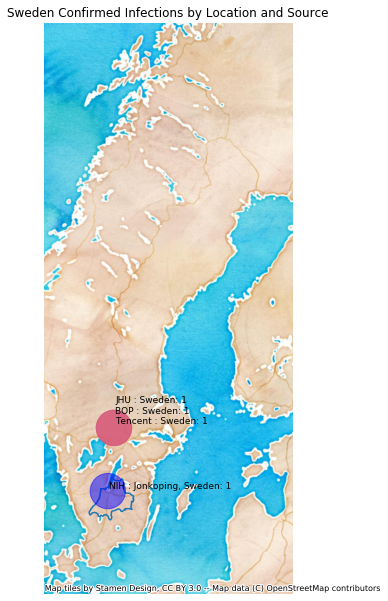 Sweden Confirmed Infections by Location and Source
JHU : Sweden: 1
BOP : Sweden: 1
Tencent : Sweden: 1
NIH : Jonkoping, Sweden: 1
Map tiles by Stamen Design, CC BY 3.0 -- Map data (C) OpenStreetMap contributors